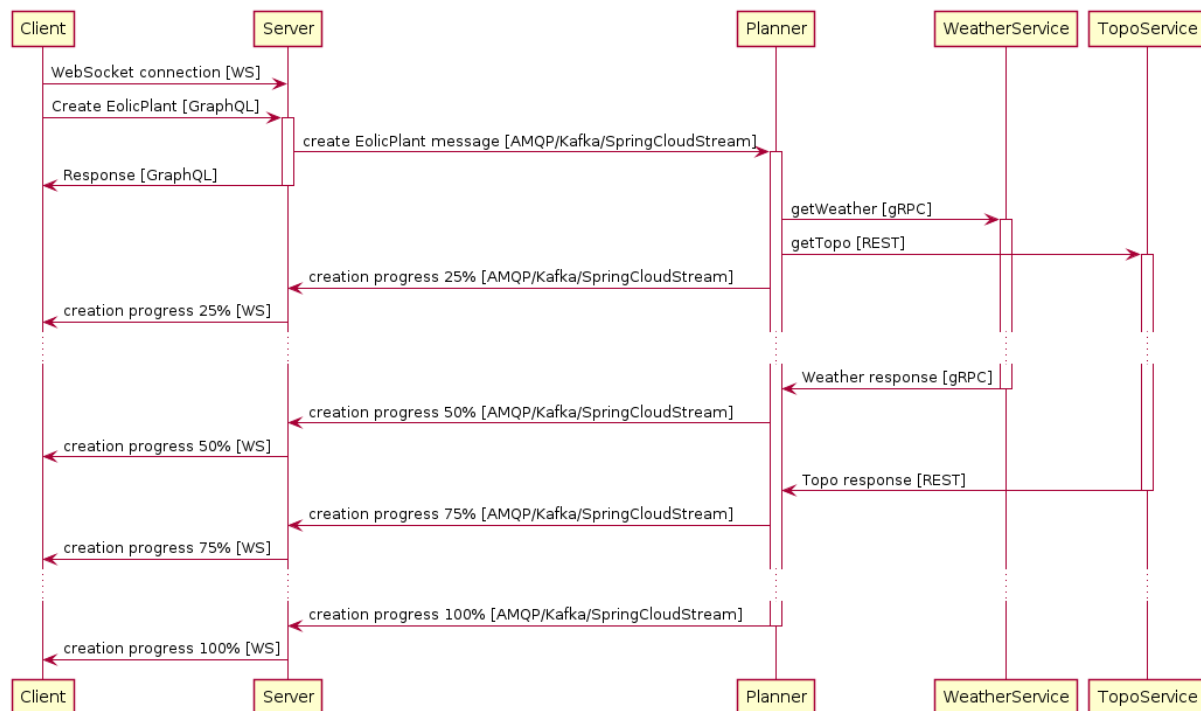 Client Server Planner WeatherService TopoService
WebSocket connection [WS]
Create EolicPlant [GraphQL]
create EolicPlant message [AMQP/Kafka/SpringCloudStream]
Response [GraphQL]
getWeather [gRPC]
getTopo [REST]
creation progress 25% [AMQP/Kafka/SpringCloudStream]
creation progress 25% [WS]
Weather response [gRPC]
creation progress 50% [AMQP/Kafka/SpringCloudStream]
creation progress 50% [WS]
Topo response [REST]
creation progress 75% [AMQP/Kafka/SpringCloudStream]
creation progress 75% [WS]
creation progress 100% [AMQP/Kafka/SpringCloudStream]
creation progress 100% [WS]
Client Server Planner WeatherService TopoService